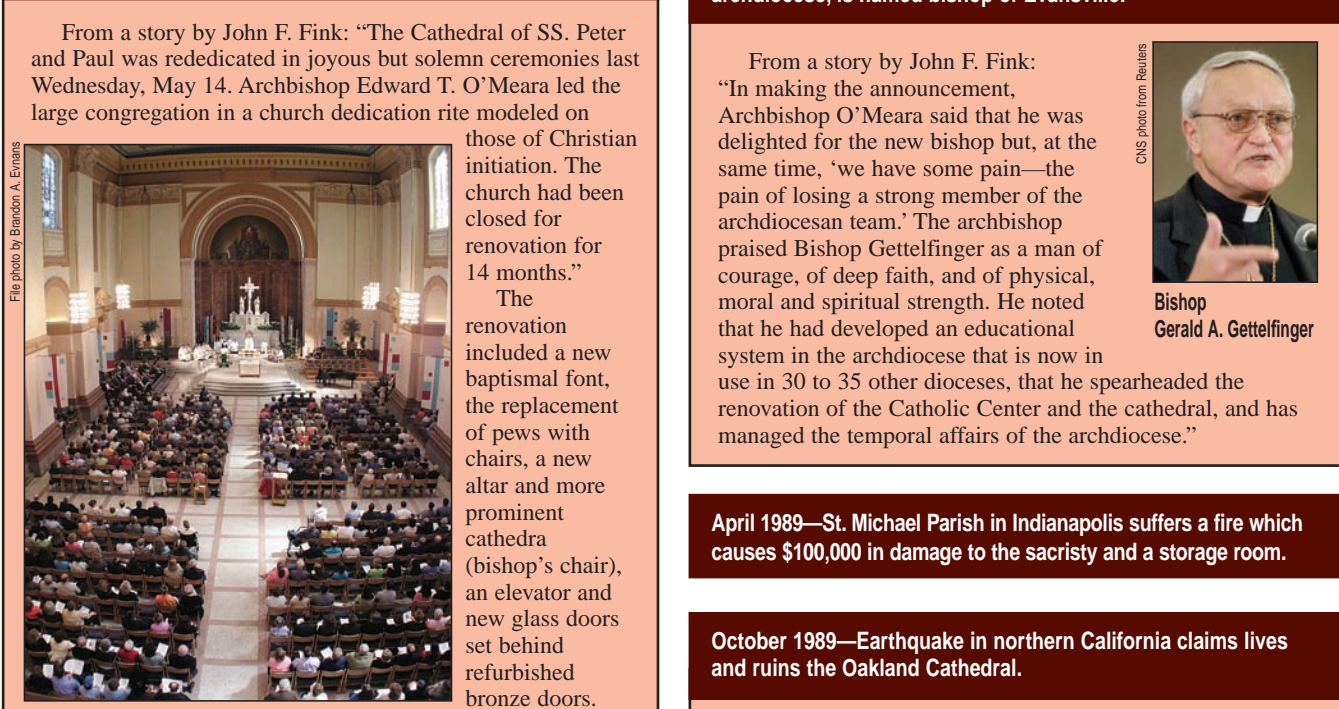 From a story by John F. Fink: “The Cathedral of SS. Peter
and Paul was rededicated in joyous but solemn ceremonies last
Wednesday, May 14. Archbishop Edward T. O’Meara led the
large congregation in a church dedication rite modeled on
those of Christian
initiation. The
church had been
closed for
renovation for
14 months.”
The
renovation
included a new
baptismal font,
the replacement
of pews with
chairs, a new
altar and more
prominent
cathedra
(bishop’s chair),
an elevator and
new glass doors
set behind
refurbished
bronze doors.
File photo by Brandon A. Evnans
archdiocese, is named bishop of Evansville.
From a story by John F. Fink:
“In making the announcement,
Archbishop O’Meara said that he was
delighted for the new bishop but, at the
same time, ‘we have some pain—the
pain of losing a strong member of the
archdiocesan team.’ The archbishop
praised Bishop Gettelfinger as a man of
courage, of deep faith, and of physical,
moral and spiritual strength. He noted
that he had developed an educational
system in the archdiocese that is now in
use in 30 to 35 other dioceses, that he spearheaded the
renovation of the Catholic Center and the cathedral, and has
managed the temporal affairs of the archdiocese.”
CNS photo from Reuters
Bishop
Gerald A. Gettelfinger
April 1989—St. Michael Parish in Indianapolis suffers a fire which
causes $100,000 in damage to the sacristy and a storage room.
October 1989—Earthquake in northern California claims lives
and ruins the Oakland Cathedral.